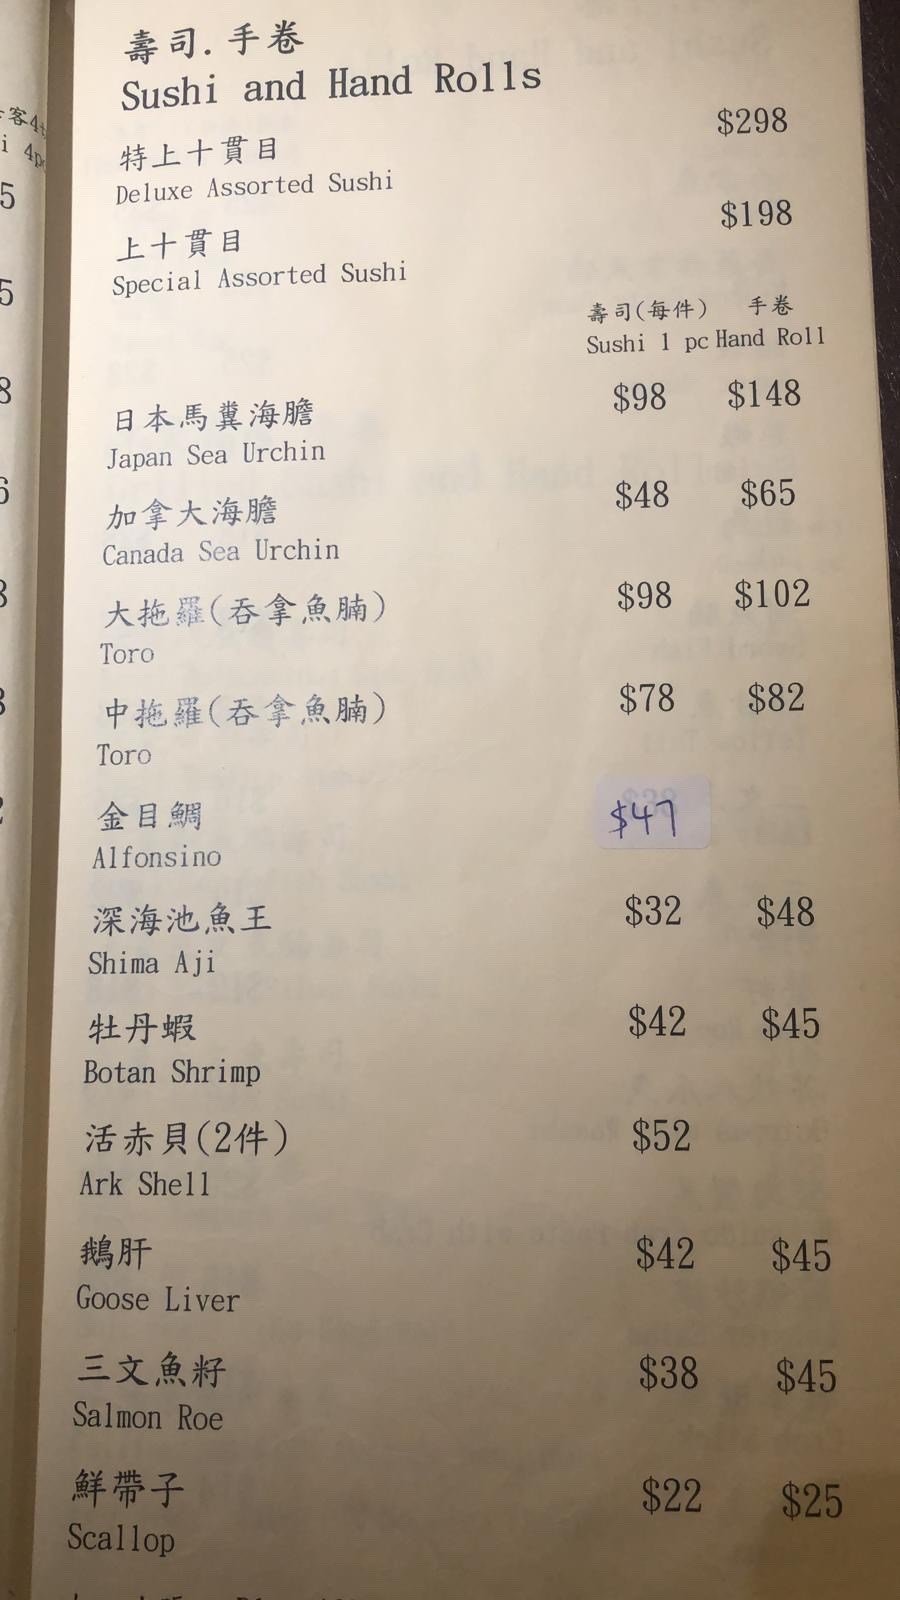 壽司.手卷
Sushi and Hand Rolls
特上十貫目 $298
Deluxe Assorted Sushi
上十貫目 $198
Special Assorted Sushi
壽司(每件) 手卷
Sushi 1 pc Hand Roll
日本馬糞海膽 $98 $148
Japan Sea Urchin
加拿大海膽 $48 $65
Canada Sea Urchin
大拖羅(吞拿魚腩) $98 $102
Toro
中拖羅(吞拿魚腩) $78 $82
Toro
金目鯛 $47
Alfonsino
深海池魚王 $32 $48
Shima Aji
牡丹蝦 $42 $45
Botan Shrimp
活赤貝(2件) $52
Ark Shell
鵝肝 $42 $45
Goose Liver
三文魚籽 $38 $45
Salmon Roe
鮮帶子 $22 $25
Scallop